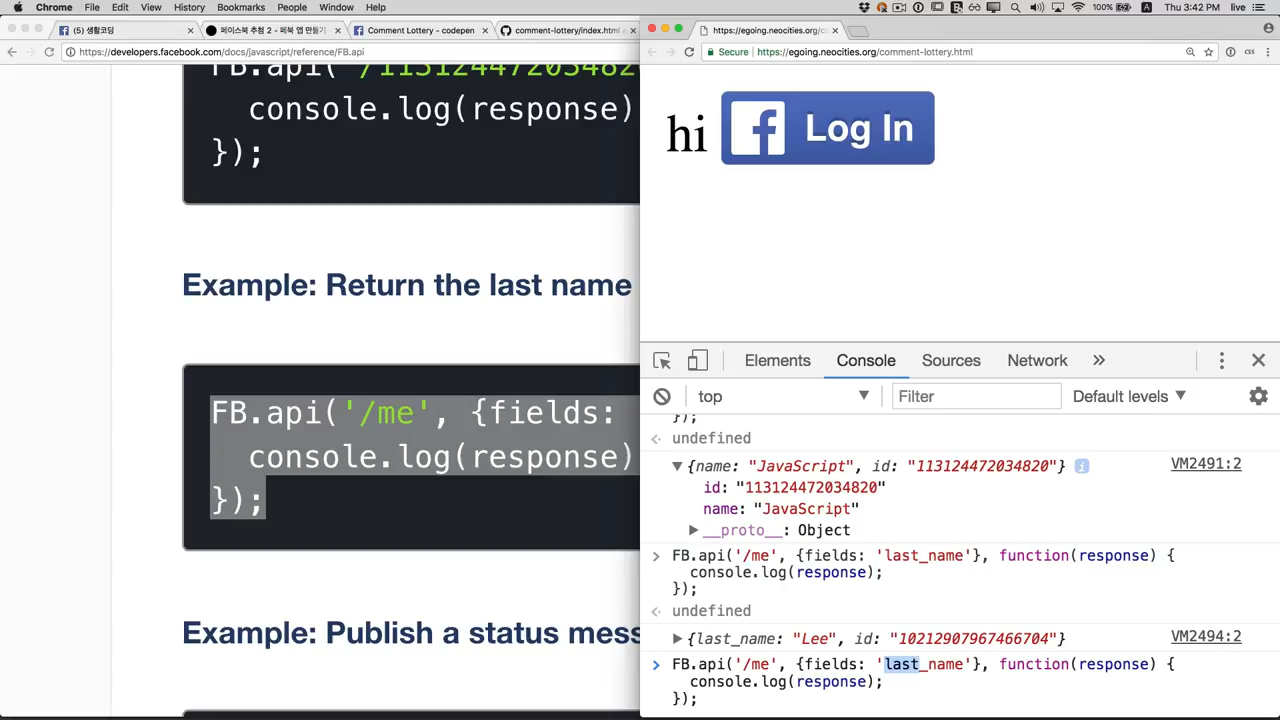 Chrome File Edit View History Bookmarks People Window Help
100% Thu 3:42 PM live
(5) 생활코딩
페이스북 추첨 2 - 페북 앱 만들기
Comment Lottery - codepen
comment-lottery/index.html
https://developers.facebook.com/docs/javascript/reference/FB.api
console.log(response)
});
Example: Return the last name
FB.api('/me', {fields:
console.log(response)
});
Example: Publish a status mess
https://egoing.neocities.org/c
Secure https://egoing.neocities.org/comment-lottery.html
hi f Log In
Elements Console Sources Network »
top Filter Default levels
});
undefined
{name: "JavaScript", id: "113124472034820"} VM2491:2
id: "113124472034820"
name: "JavaScript"
__proto__: Object
FB.api('/me', {fields: 'last_name'}, function(response) {
console.log(response);
});
undefined
{last_name: "Lee", id: "10212907967466704"} VM2494:2
FB.api('/me', {fields: 'last_name'}, function(response) {
console.log(response);
});